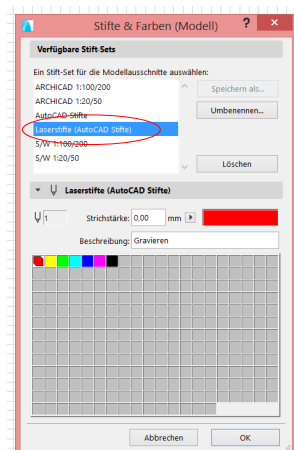 Stifte & Farben (Modell) ? ×
Verfügbare Stift-Sets
Ein Stift-Set für die Modellausschnitte auswählen:
ARCHICAD 1:100/200
Speichern als...
ARCHICAD 1:20/50
Umbenennen...
AutoCAD Stifte
Laserstifte (AutoCAD Stifte)
S/W 1:100/200
S/W 1:20/50
Löschen
Laserstifte (AutoCAD Stifte)
1 Strichstärke: 0,00 mm
Beschreibung: Gravieren
Abbrechen OK